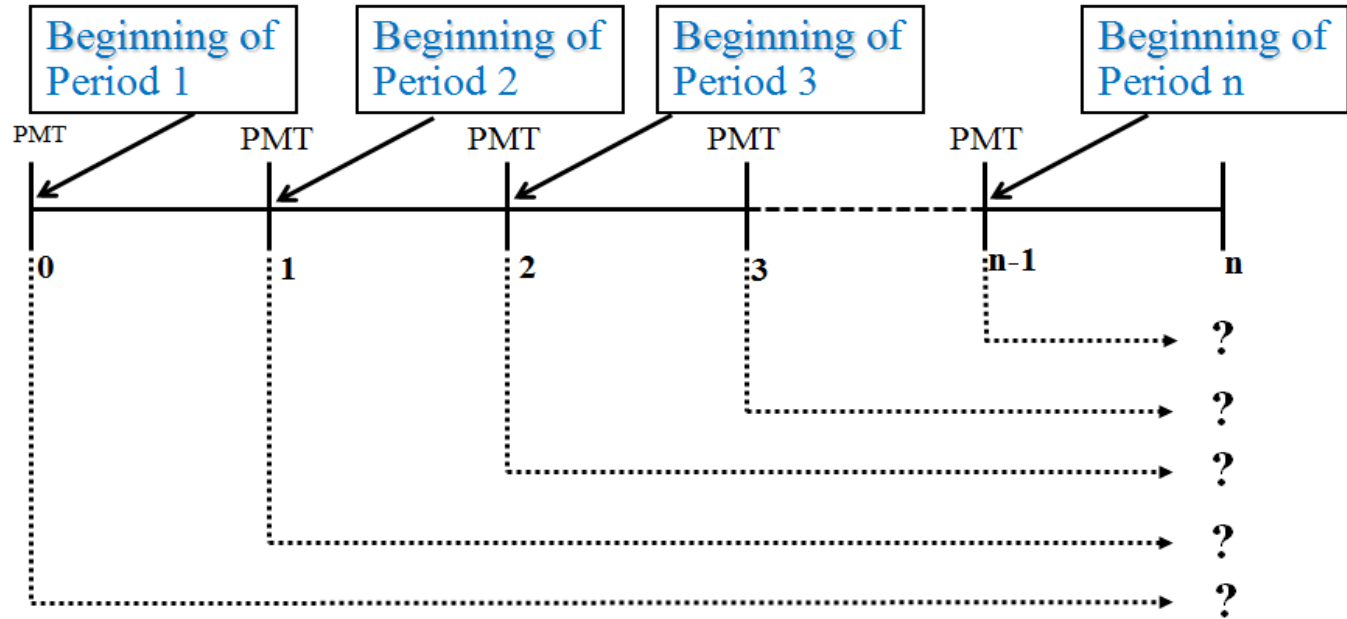 Beginning of
Period 1
Beginning of
Period 2
Beginning of
Period 3
Beginning of
Period n
PMT PMT PMT PMT PMT
0 1 2 3 n-1 n
?
?
?
?
?